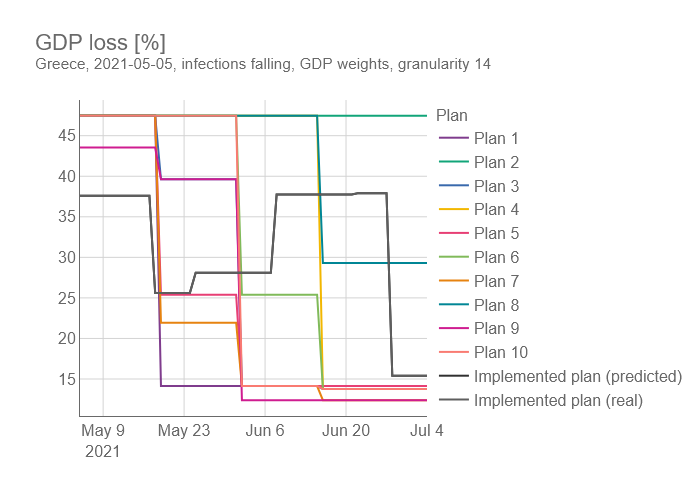 GDP loss [%]
Greece, 2021-05-05, infections falling, GDP weights, granularity 14
Plan
Plan 1
Plan 2
Plan 3
Plan 4
Plan 5
Plan 6
Plan 7
Plan 8
Plan 9
Plan 10
Implemented plan (predicted)
Implemented plan (real)
45
40
35
30
25
20
15
May 9 May 23 Jun 6 Jun 20 Jul 4
2021